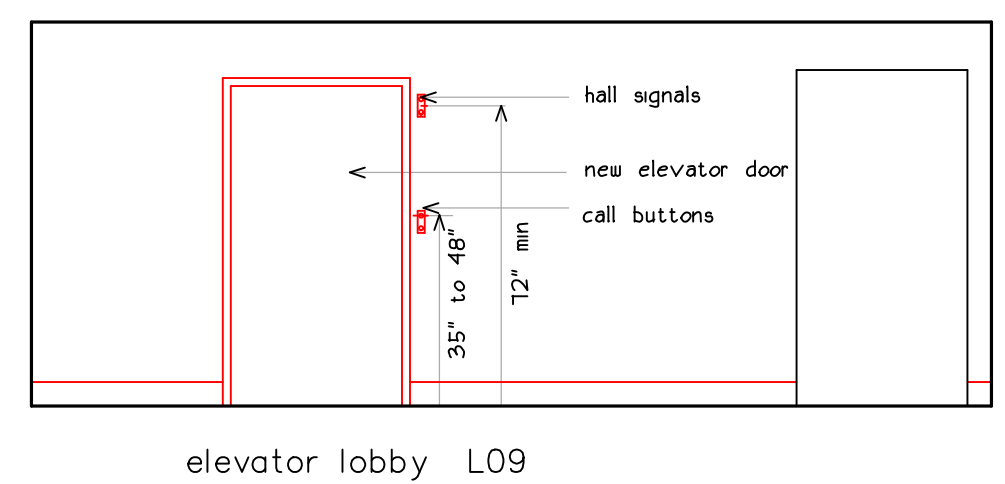 hall signals
new elevator door
call buttons
35" to 48"
72" min
elevator lobby L09